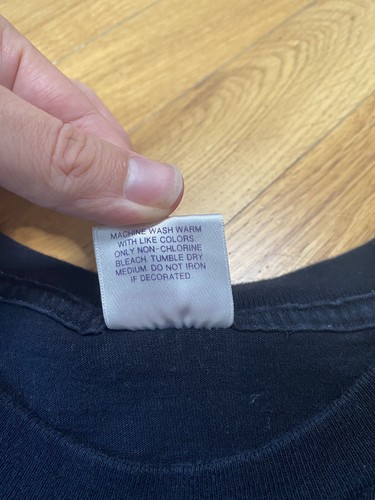 MACHINE WASH WARM
WITH LIKE COLORS.
ONLY NON-CHLORINE
BLEACH. TUMBLE DRY
MEDIUM. DO NOT IRON
IF DECORATED.